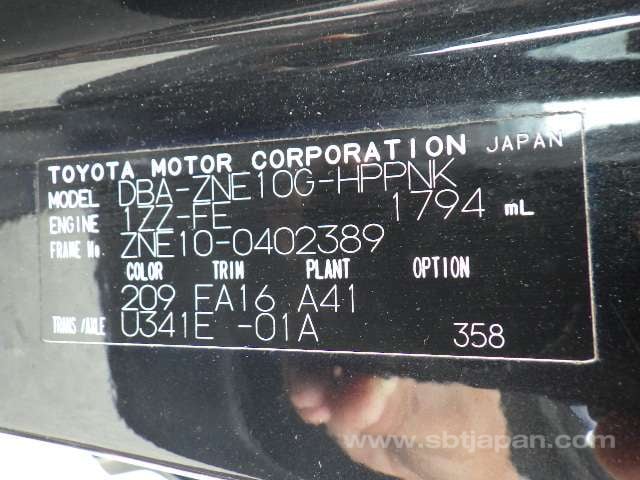 TOYOTA MOTOR CORPORATION JAPAN
MODEL DBA-ZNE10G-HPPNK
ENGINE 1ZZ-FE 1794 mL
FRAME No. ZNE10-0402389
COLOR TRIM PLANT OPTION
209 FA16 A41
TRANS/AXLE U341E -01A 358
www.sbtjapan.com